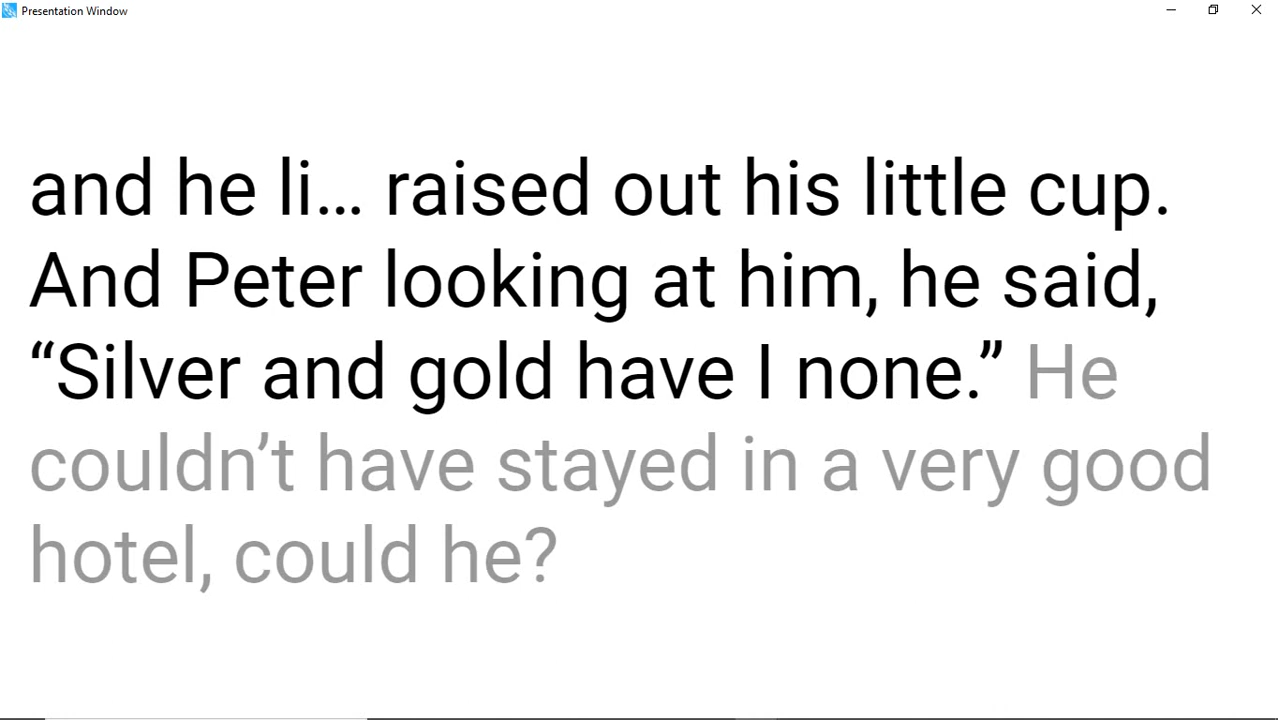 Presentation Window
and he li… raised out his little cup.
And Peter looking at him, he said,
“Silver and gold have I none.” He
couldn’t have stayed in a very good
hotel, could he?